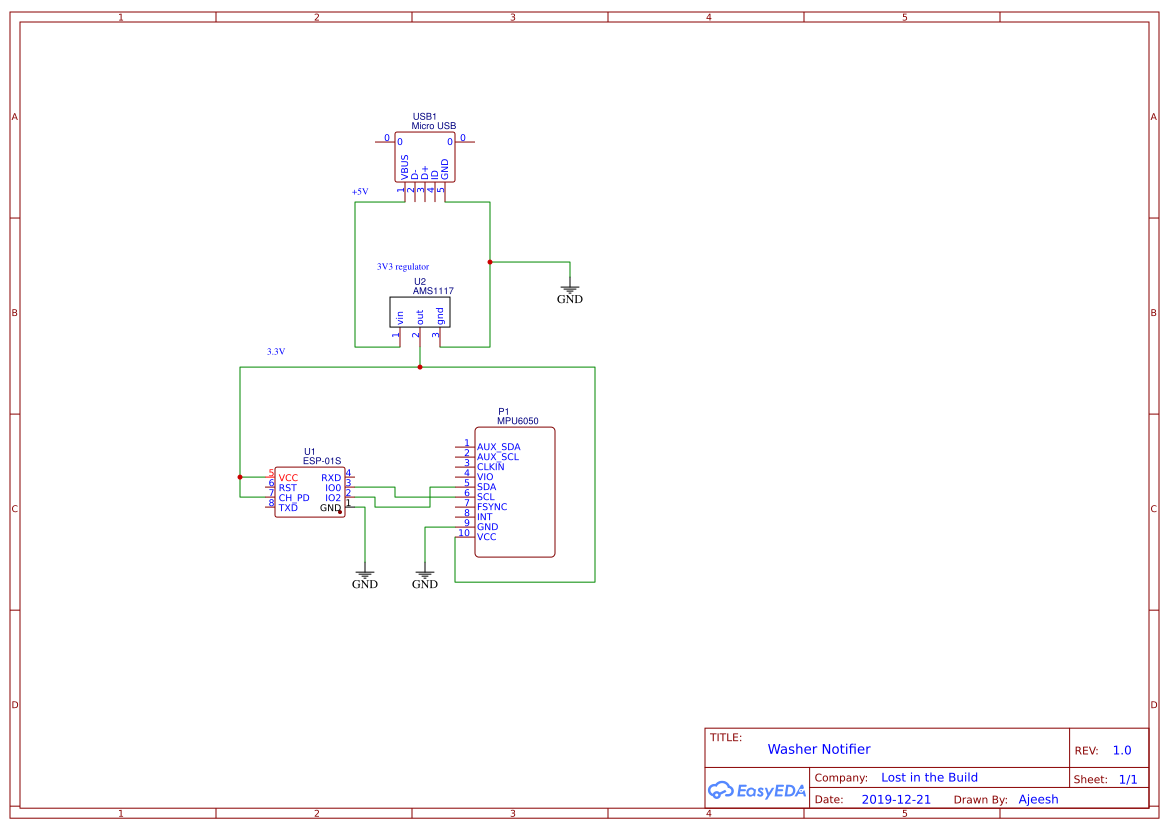 1 2 3 4 5
A A
USB1
Micro USB
0 0 0 0
VBUS
D-
D+
ID
GND
1 2 3 4 5
+5V
B B
3V3 regulator
U2
AMS1117
GND
vin
out
gnd
1 2 3
3.3V
C C
P1
MPU6050
1 AUX_SDA
2 AUX_SCL
3 CLKIN
4 VIO
5 SDA
6 SCL
7 FSYNC
8 INT
9 GND
10 VCC
U1
ESP-01S
5 VCC RXD 4
6 RST IO0 3
7 CH_PD IO2 2
8 TXD GND 1
GND GND
D D
TITLE:
Washer Notifier
REV: 1.0
EasyEDA
Company: Lost in the Build
Sheet: 1/1
Date: 2019-12-21 Drawn By: Ajeesh
1 2 3 4 5